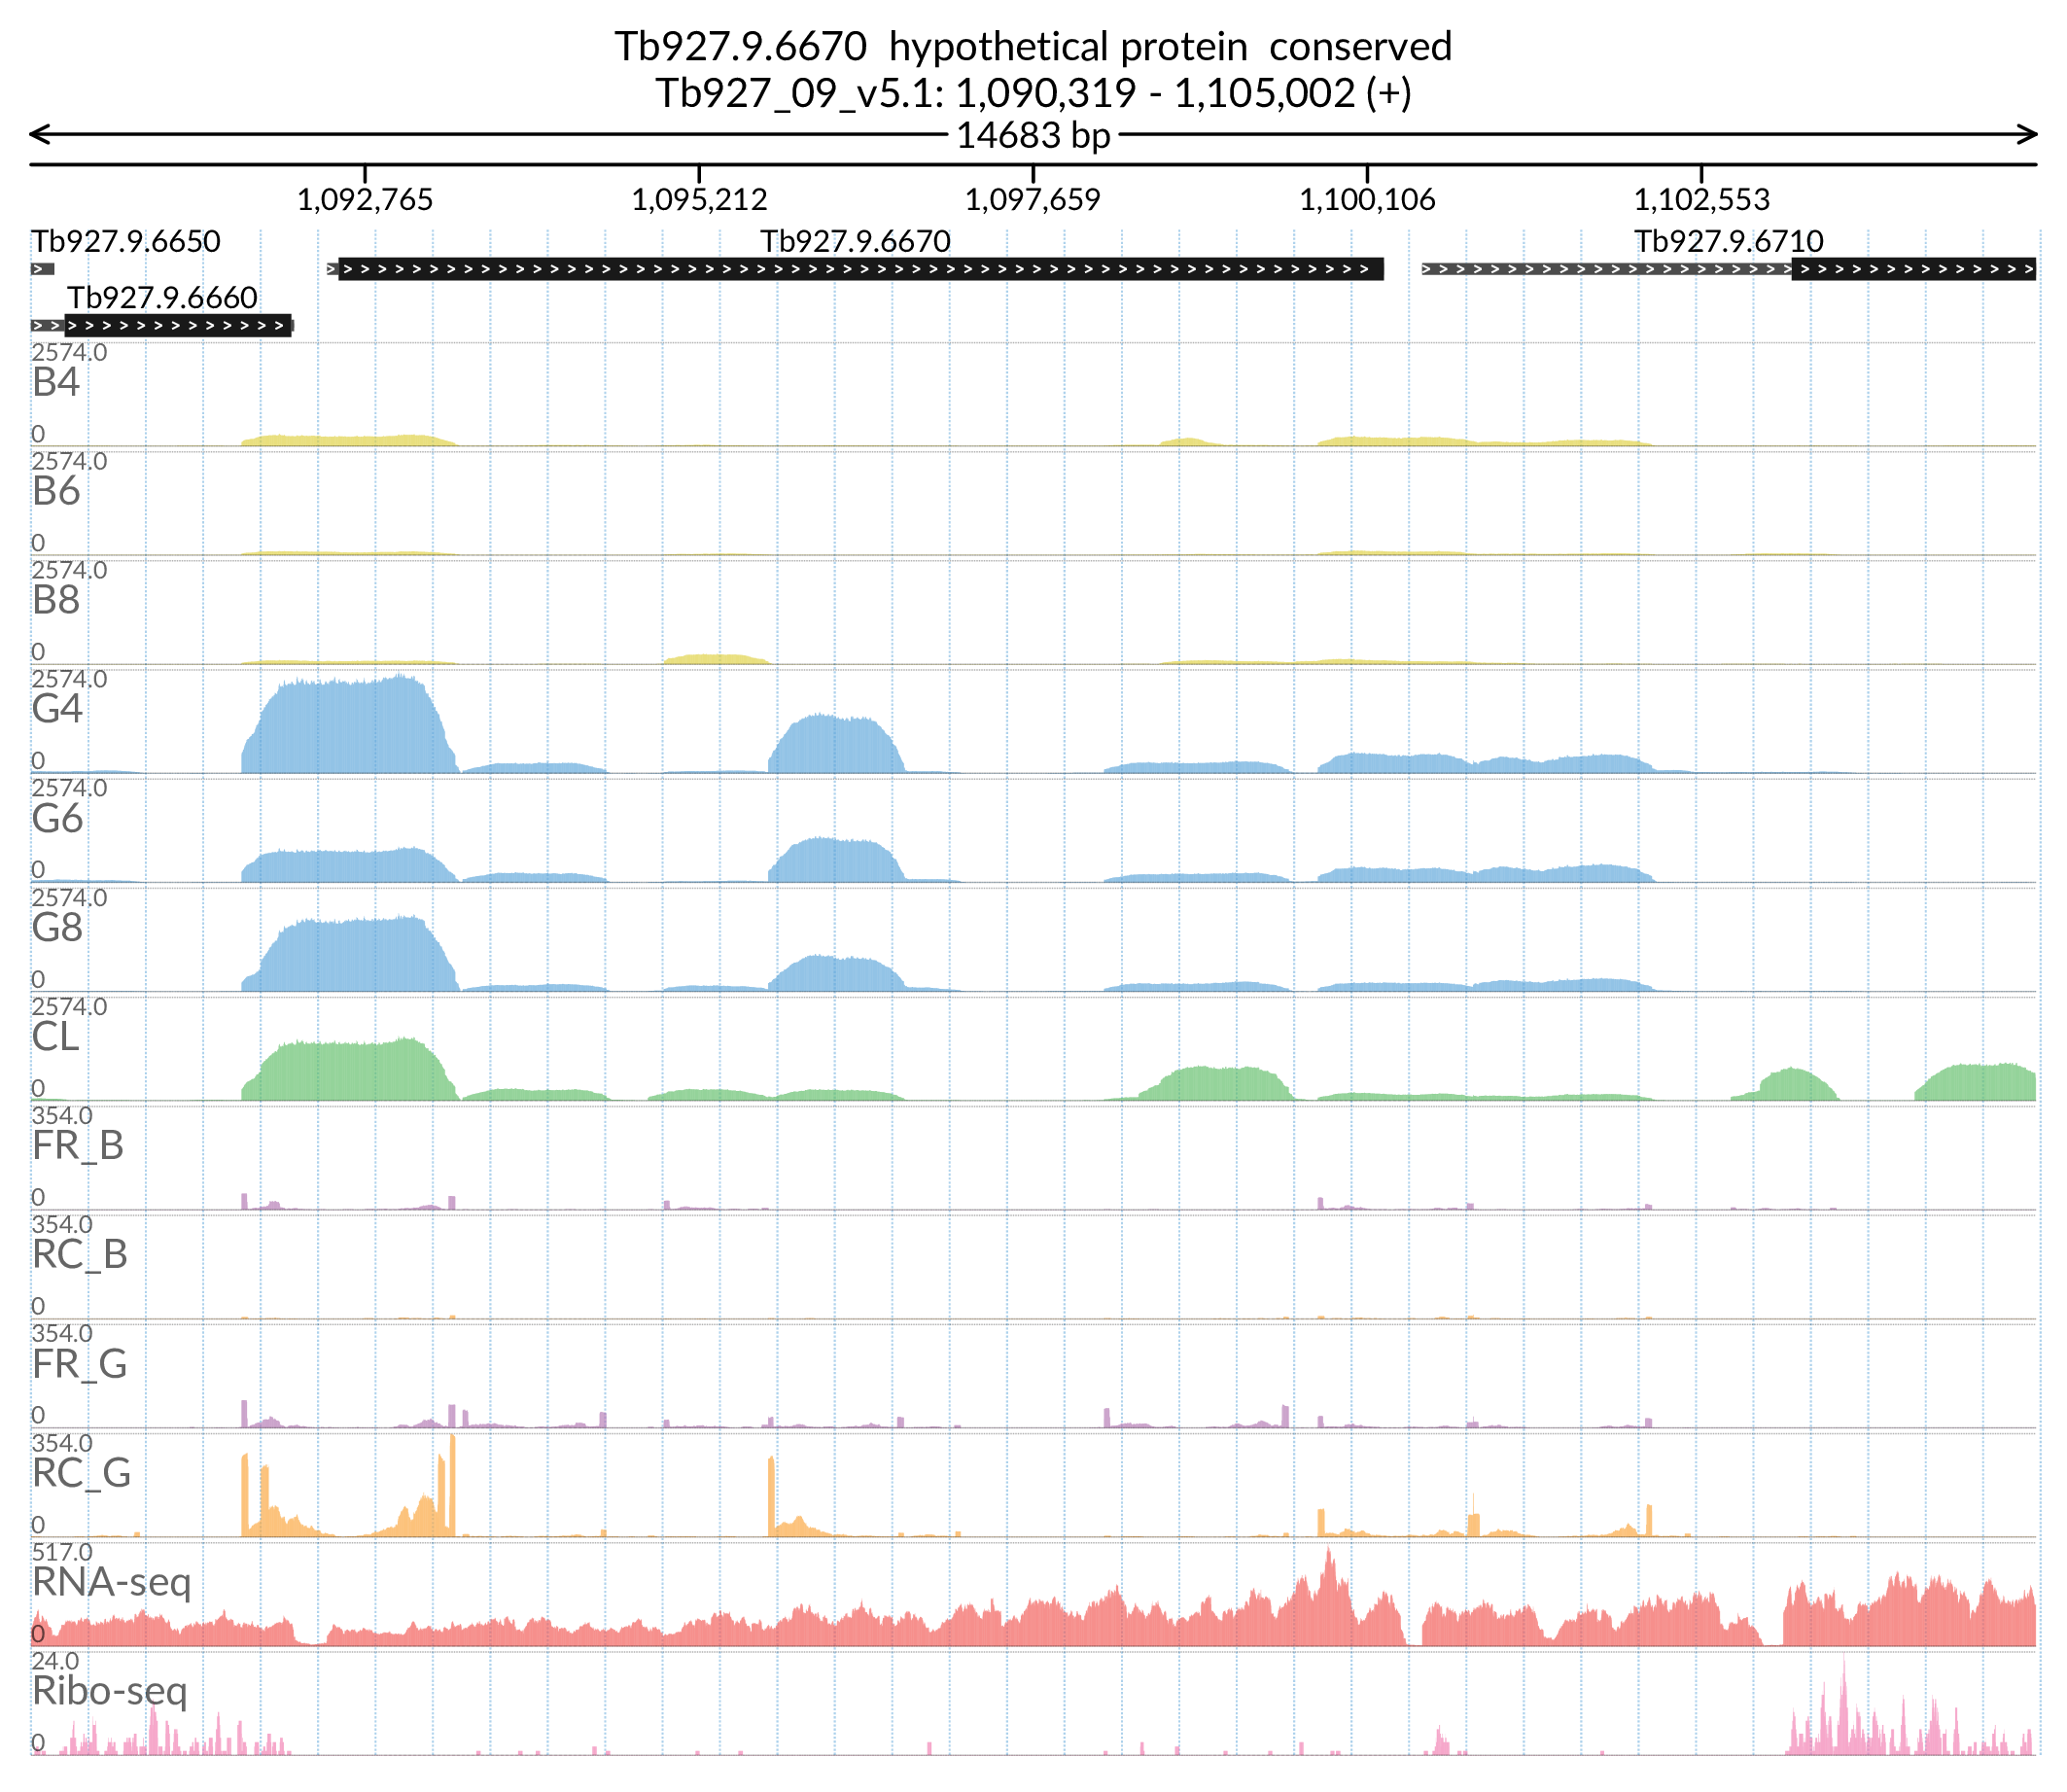 Tb927.9.6670  hypothetical protein  conserved
Tb927_09_v5.1: 1,090,319 - 1,105,002 (+)
14683 bp
1,092,765 1,095,212 1,097,659 1,100,106 1,102,553
Tb927.9.6650 Tb927.9.6670 Tb927.9.6710
Tb927.9.6660
2574.0
B4
0
2574.0
B6
0
2574.0
B8
0
2574.0
G4
0
2574.0
G6
0
2574.0
G8
0
2574.0
CL
0
354.0
FR_B
0
354.0
RC_B
0
354.0
FR_G
0
354.0
RC_G
0
517.0
RNA-seq
0
24.0
Ribo-seq
0